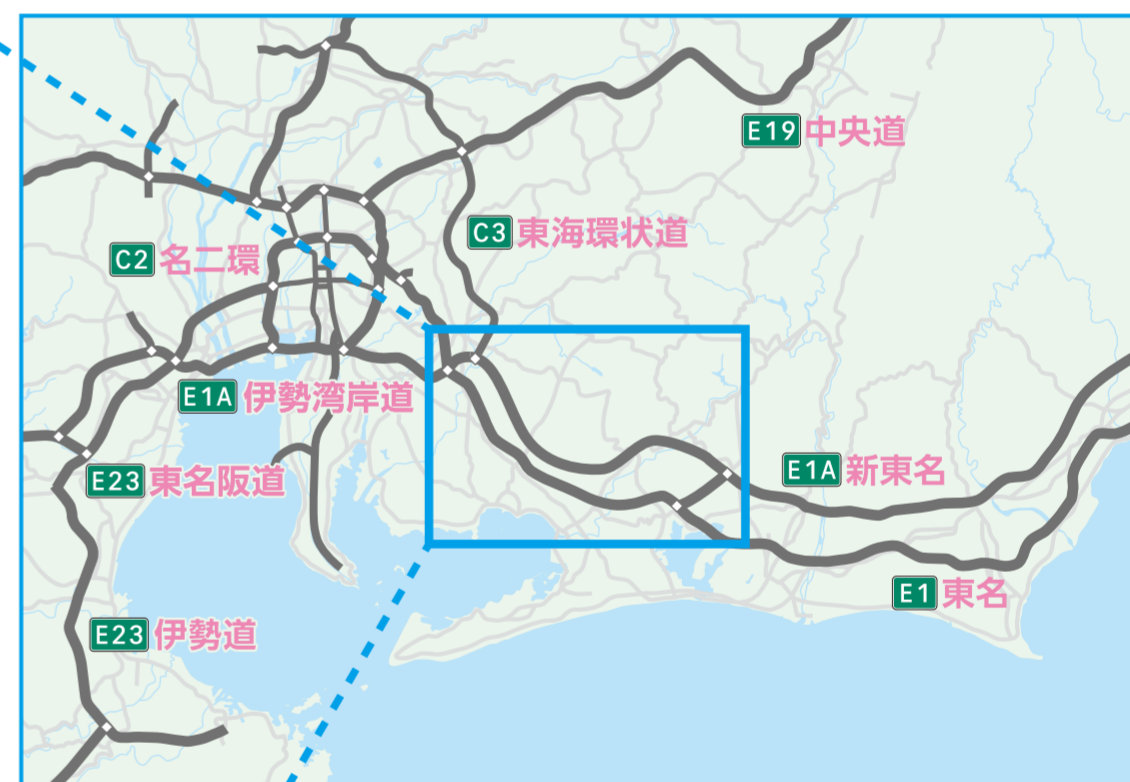 E19 中央道
C3 東海環状道
C2 名二環
E1A 伊勢湾岸道
E1A 新東名
E23 東名阪道
E1 東名
E23 伊勢道